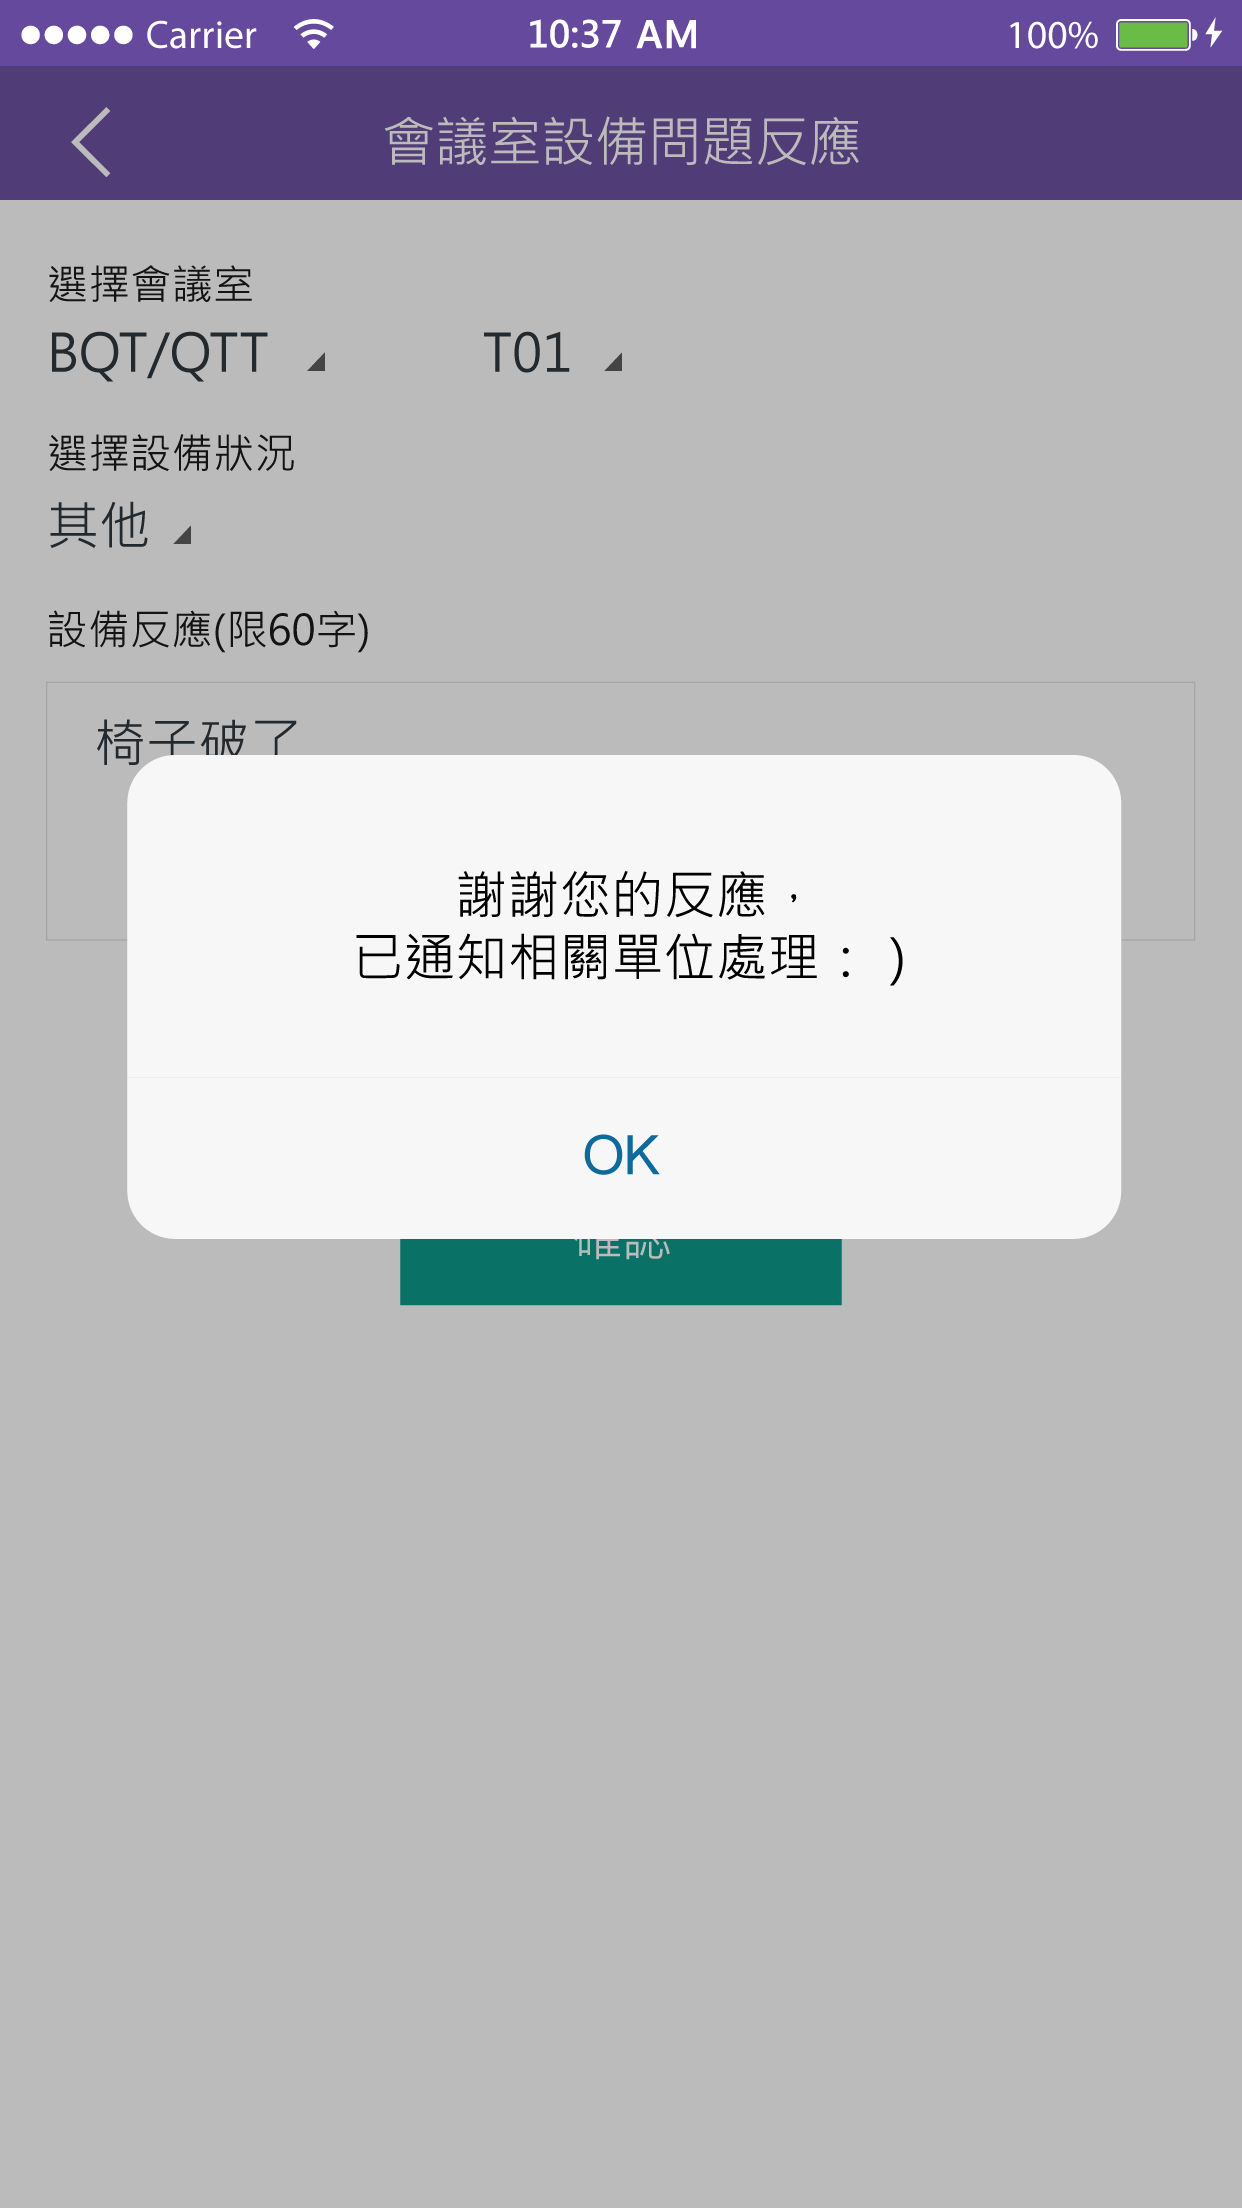 Carrier 10:37 AM 100%
會議室設備問題反應
選擇會議室
BQT/QTT T01
選擇設備狀況
其他
設備反應(限60字)
椅子破了
謝謝您的反應，
已通知相關單位處理：)
OK
確認